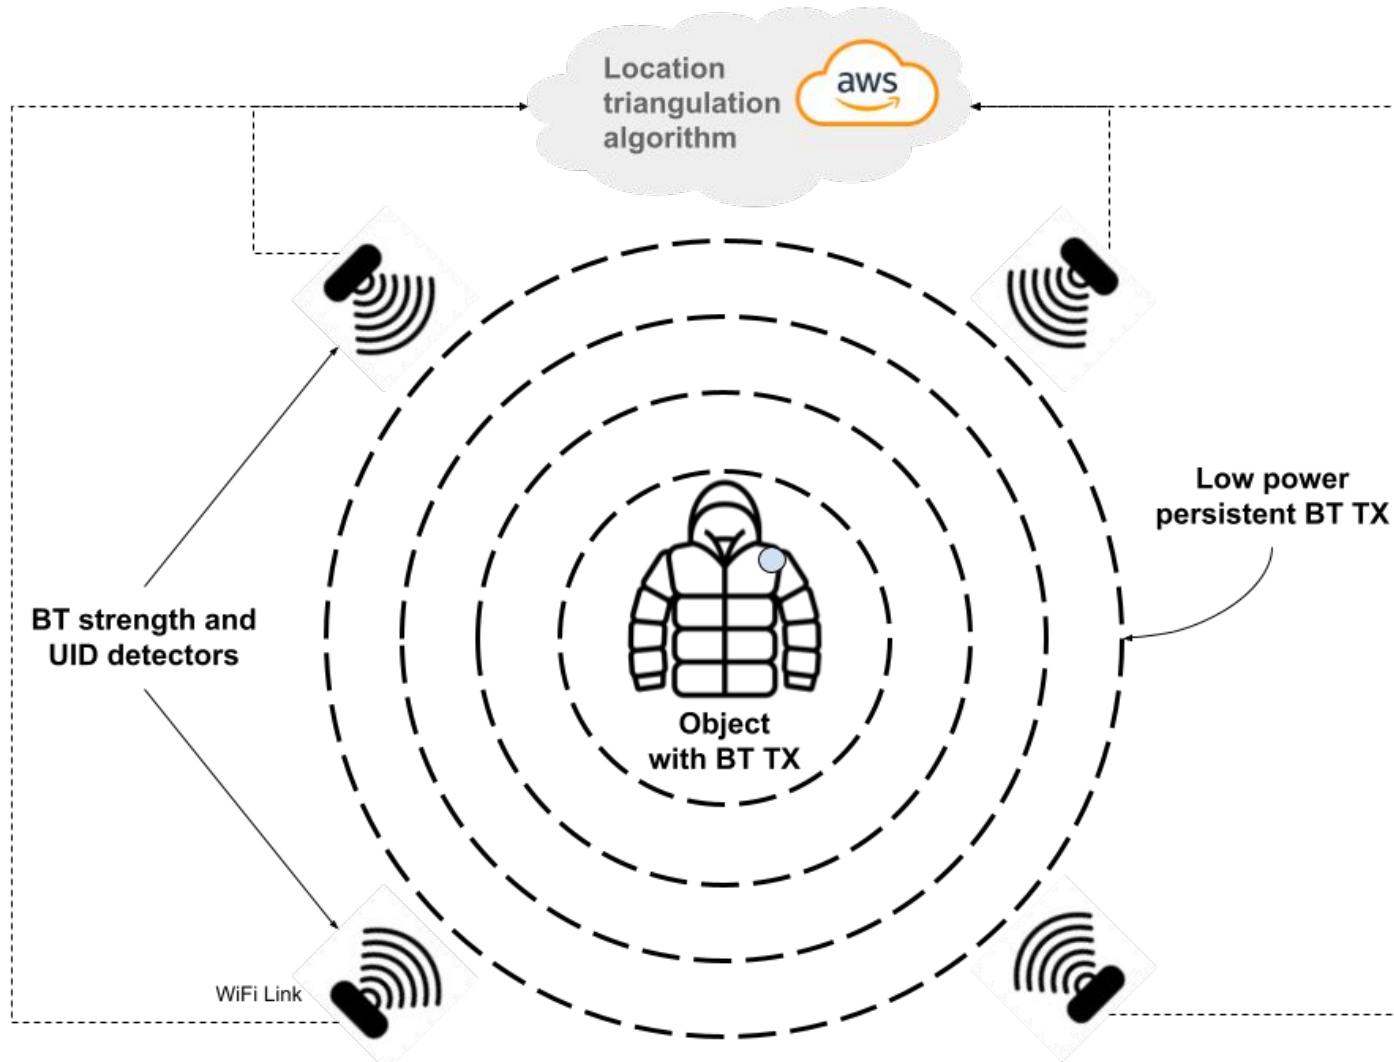 Location
triangulation
algorithm
aws
Low power
persistent BT TX
BT strength and
UID detectors
Object
with BT TX
WiFi Link